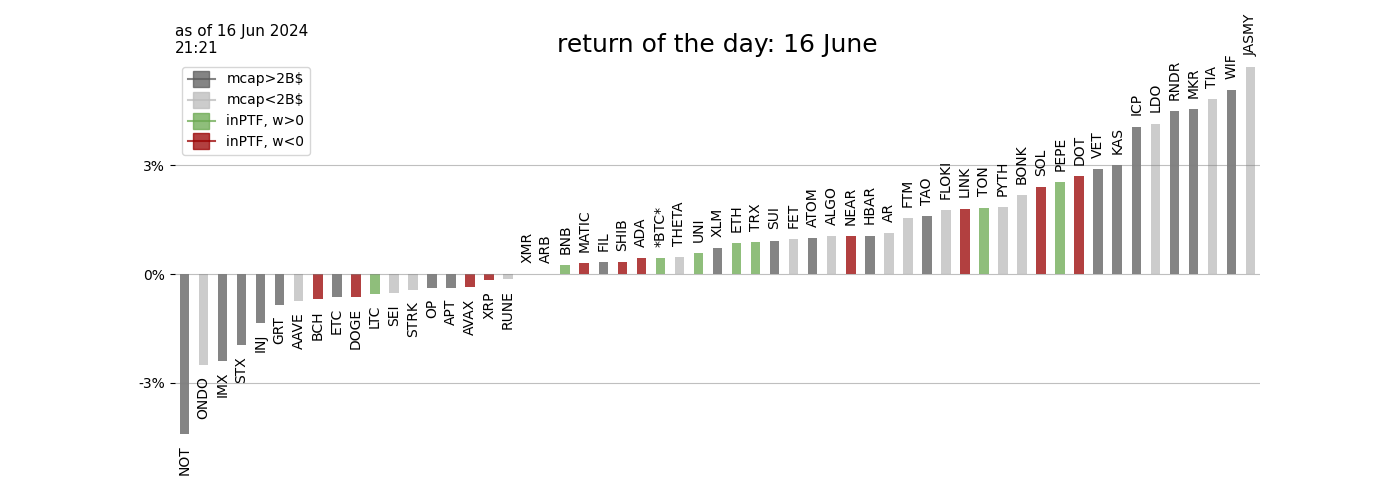 as of 16 Jun 2024
21:21
return of the day: 16 June
mcap>2B$
mcap<2B$
inPTF, w>0
inPTF, w<0
3%
0%
-3%
NOT
ONDO
IMX
STX
INJ
GRT
AAVE
BCH
ETC
DOGE
LTC
SEI
STRK
OP
APT
AVAX
XRP
RUNE
XMR
ARB
BNB
MATIC
FIL
SHIB
ADA
*BTC*
THETA
UNI
XLM
ETH
TRX
SUI
FET
ATOM
ALGO
NEAR
HBAR
AR
FTM
TAO
FLOKI
LINK
TON
PYTH
BONK
SOL
PEPE
DOT
VET
KAS
ICP
LDO
RNDR
MKR
TIA
WIF
JASMY